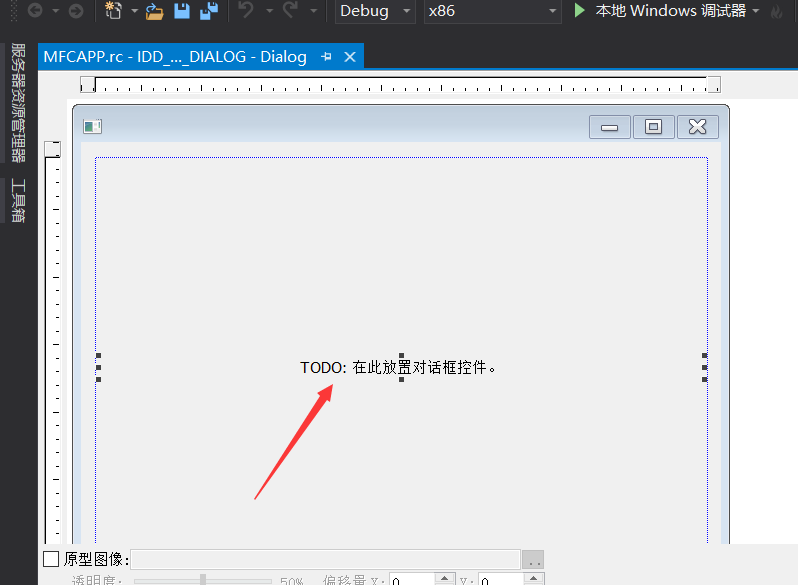 Debug
x86
本地 Windows 调试器
MFCAPP.rc - IDD_..._DIALOG - Dialog
服务器资源管理器
工具箱
TODO: 在此放置对话框控件。
原型图像:
..
透明度:
50%
偏移量 X:
0
Y:
0